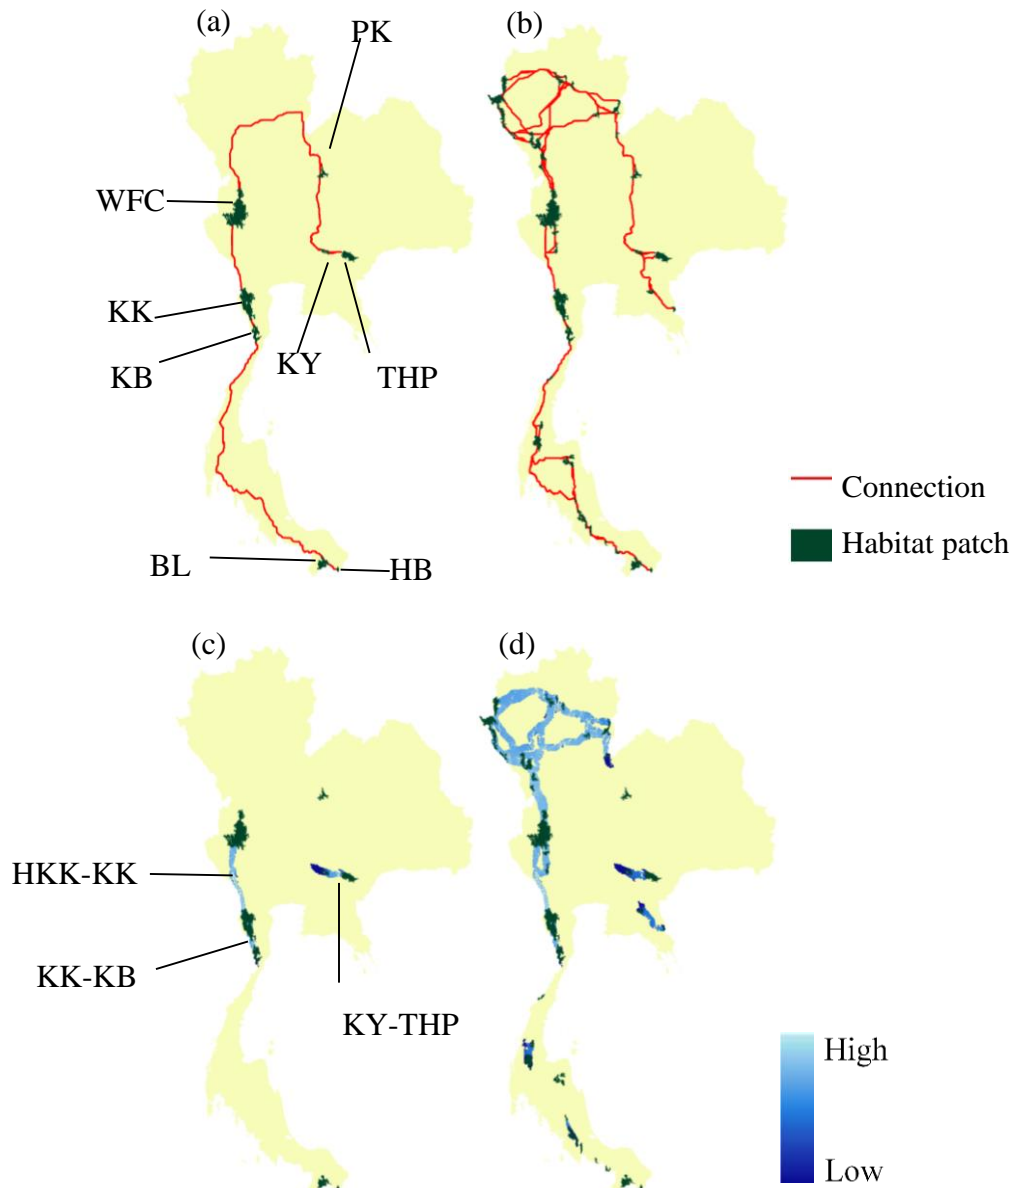 (a)
PK
(b)
WFC
KK
KB
KY
THP
Connection
Habitat patch
BL
HB
(c)
(d)
HKK-KK
KK-KB
KY-THP
High
Low